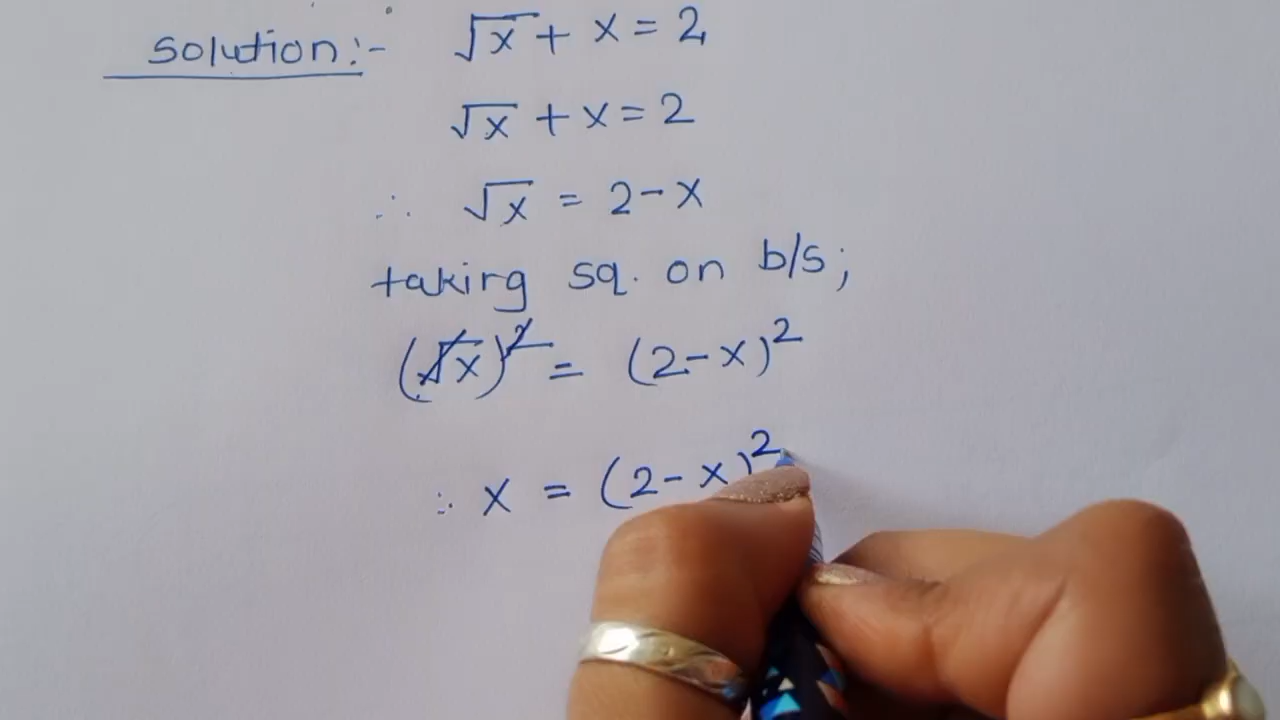 Solution:- √x + x = 2
√x + x = 2
∴ √x = 2 - x
taking sq. on b/s;
(√x)² = (2-x)²
∴ x = (2-x)²